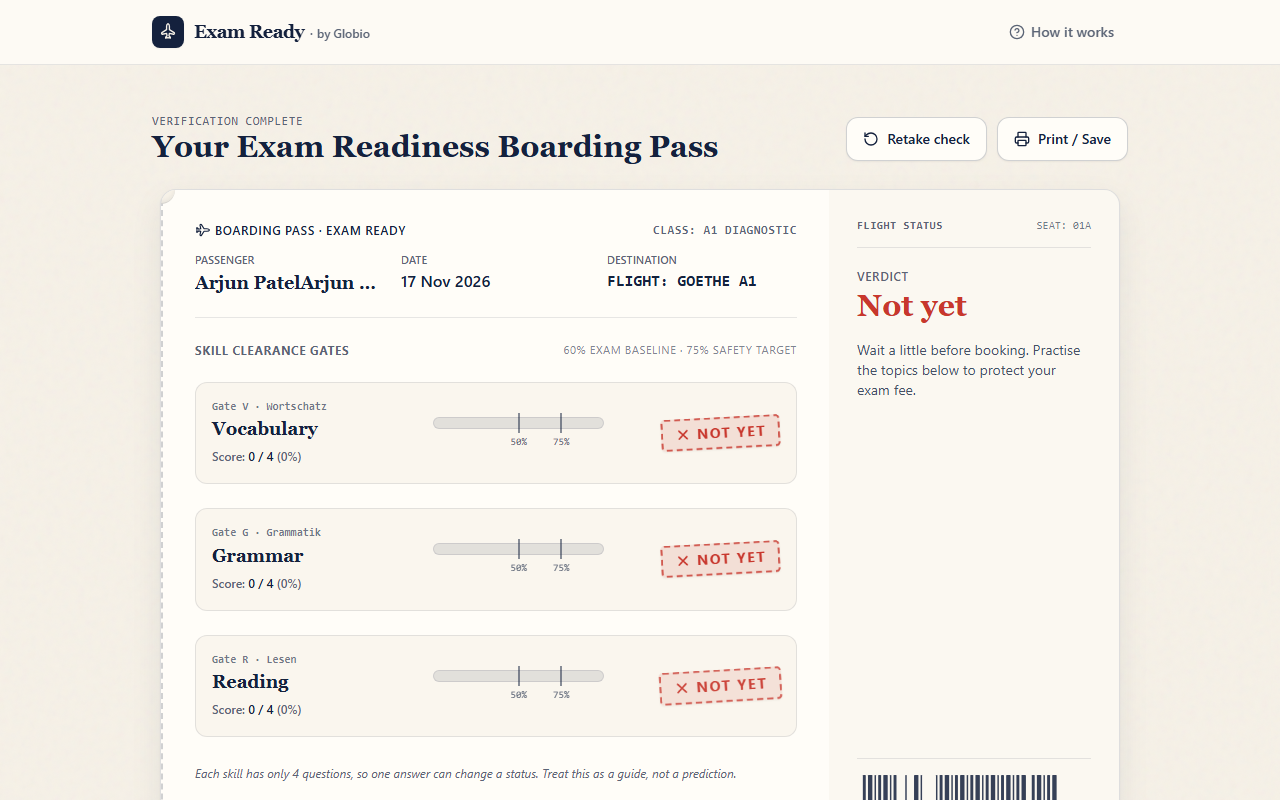 Exam Ready · by Globio
How it works
VERIFICATION COMPLETE
Your Exam Readiness Boarding Pass
Retake check
Print / Save
BOARDING PASS · EXAM READY
CLASS: A1 DIAGNOSTIC
PASSENGER
DATE
DESTINATION
Arjun PatelArjun ...
17 Nov 2026
FLIGHT: GOETHE A1
SKILL CLEARANCE GATES
60% EXAM BASELINE · 75% SAFETY TARGET
Gate V · Wortschatz
Vocabulary
Score: 0 / 4 (0%)
50%
75%
NOT YET
Gate G · Grammatik
Grammar
Score: 0 / 4 (0%)
50%
75%
NOT YET
Gate R · Lesen
Reading
Score: 0 / 4 (0%)
50%
75%
NOT YET
Each skill has only 4 questions, so one answer can change a status. Treat this as a guide, not a prediction.
FLIGHT STATUS
SEAT: 01A
VERDICT
Not yet
Wait a little before booking. Practise
the topics below to protect your
exam fee.